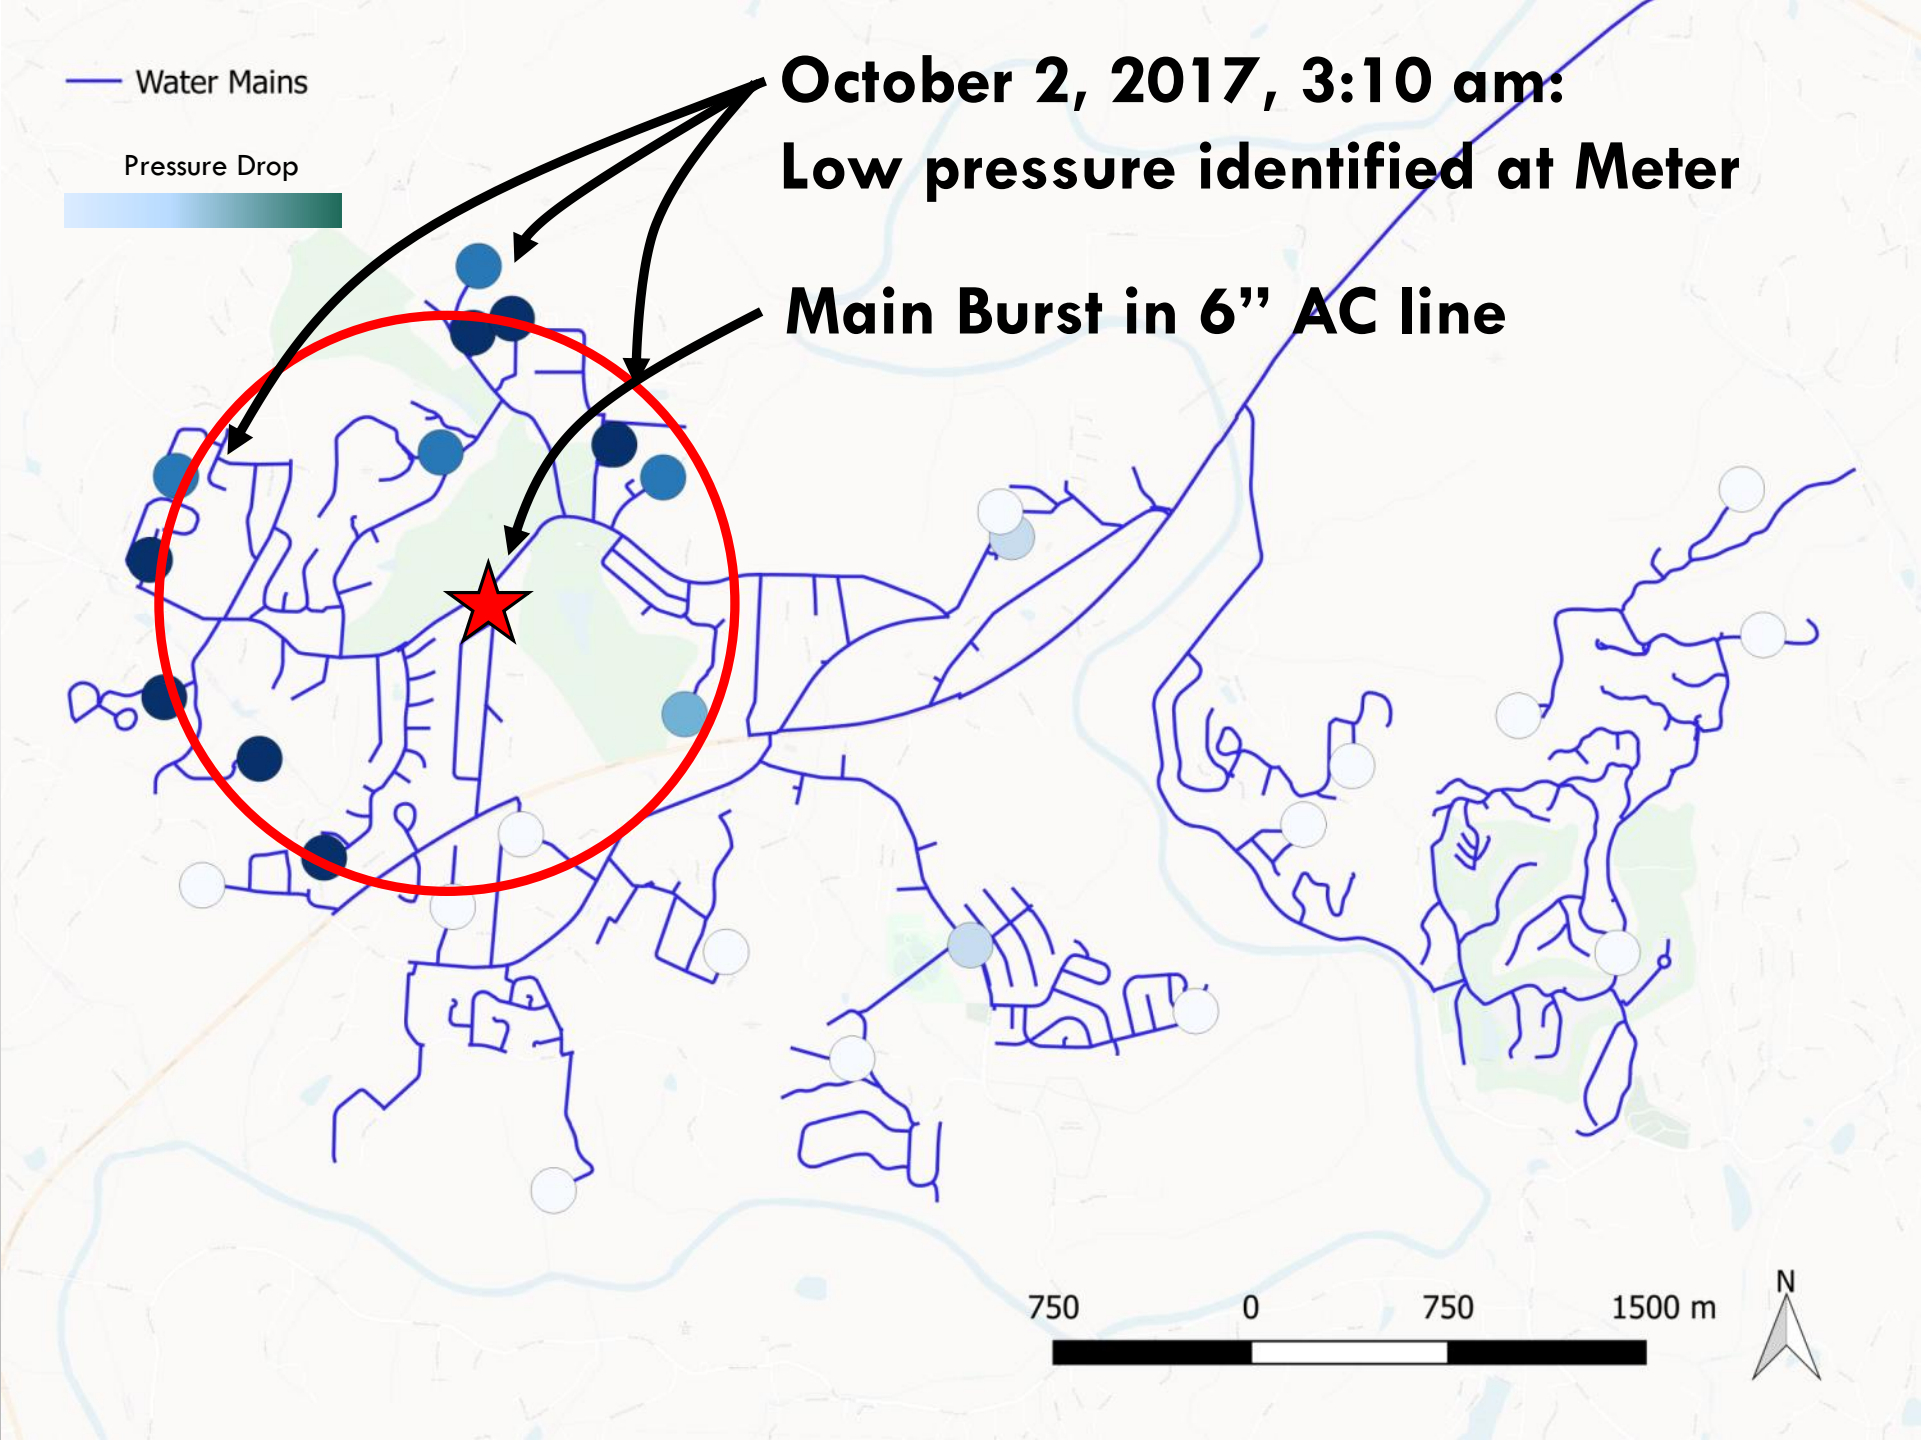 Water Mains
Pressure Drop
October 2, 2017, 3:10 am:
Low pressure identified at Meter
Main Burst in 6” AC line
N
750 0 750 1500 m